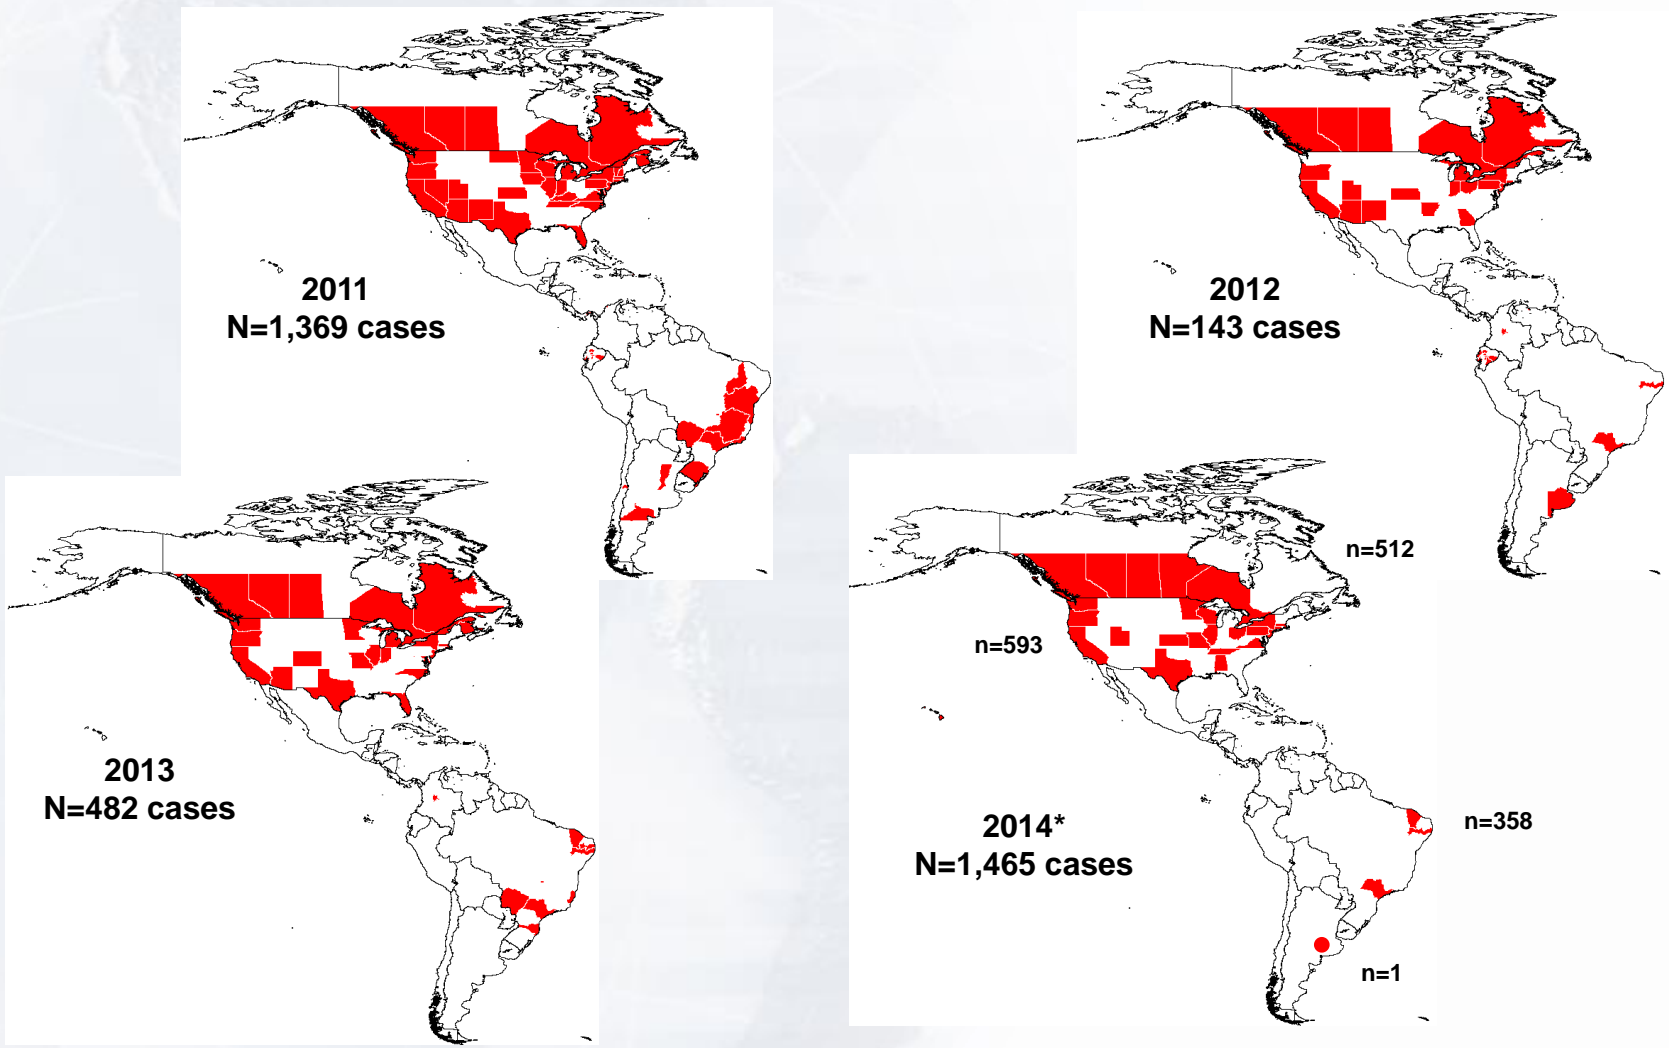 2011
N=1,369 cases
2012
N=143 cases
2013
N=482 cases
n=512
n=593
2014*
N=1,465 cases
n=358
n=1